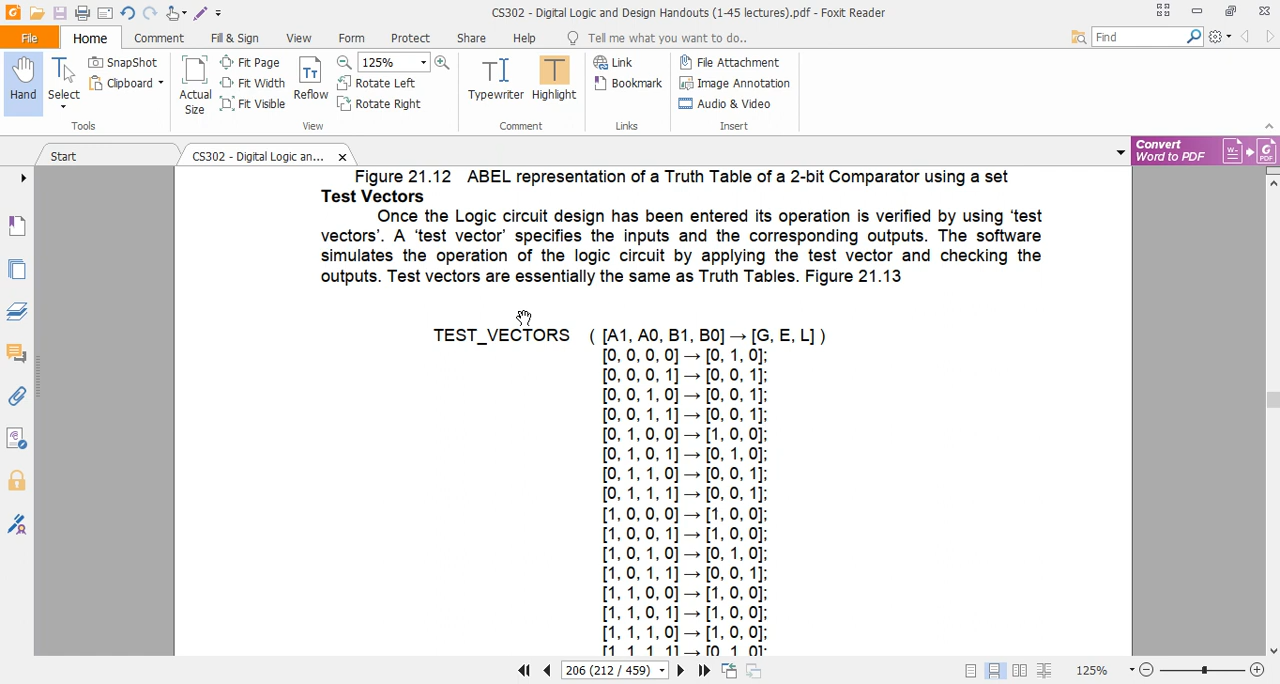 CS302 - Digital Logic and Design Handouts (1-45 lectures).pdf - Foxit Reader
File Home Comment Fill & Sign View Form Protect Share Help Tell me what you want to do.. Find
Hand Select SnapShot Clipboard Tools
Actual Size Fit Page Fit Width Fit Visible Reflow 125% Rotate Left Rotate Right View
Typewriter Highlight Comment
Link Bookmark Links
File Attachment Image Annotation Audio & Video Insert
Start CS302 - Digital Logic an... Convert Word to PDF
Figure 21.12 ABEL representation of a Truth Table of a 2-bit Comparator using a set
Test Vectors
Once the Logic circuit design has been entered its operation is verified by using ‘test
vectors’. A ‘test vector’ specifies the inputs and the corresponding outputs. The software
simulates the operation of the logic circuit by applying the test vector and checking the
outputs. Test vectors are essentially the same as Truth Tables. Figure 21.13
TEST_VECTORS ( [A1, A0, B1, B0] → [G, E, L] )
[0, 0, 0, 0] → [0, 1, 0];
[0, 0, 0, 1] → [0, 0, 1];
[0, 0, 1, 0] → [0, 0, 1];
[0, 0, 1, 1] → [0, 0, 1];
[0, 1, 0, 0] → [1, 0, 0];
[0, 1, 0, 1] → [0, 1, 0];
[0, 1, 1, 0] → [0, 0, 1];
[0, 1, 1, 1] → [0, 0, 1];
[1, 0, 0, 0] → [1, 0, 0];
[1, 0, 0, 1] → [1, 0, 0];
[1, 0, 1, 0] → [0, 1, 0];
[1, 0, 1, 1] → [0, 0, 1];
[1, 1, 0, 0] → [1, 0, 0];
[1, 1, 0, 1] → [1, 0, 0];
[1, 1, 1, 0] → [1, 0, 0];
[1, 1, 1, 1] → [0, 1, 0];
206 (212 / 459) 125%